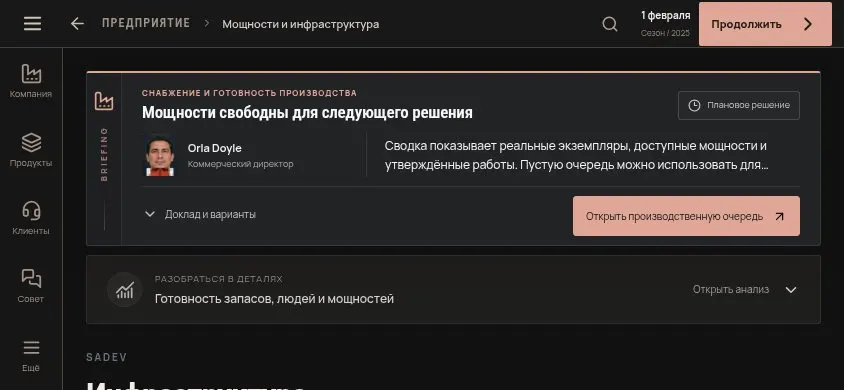 ПРЕДПРИЯТИЕ
Мощности и инфраструктура
1 февраля
Сезон / 2025
Продолжить
Компания
Продукты
Клиенты
Совет
Ещё
BRIEFING
СНАБЖЕНИЕ И ГОТОВНОСТЬ ПРОИЗВОДСТВА
Мощности свободны для следующего решения
Плановое решение
Orla Doyle
Коммерческий директор
Сводка показывает реальные экземпляры, доступные мощности и
утверждённые работы. Пустую очередь можно использовать для...
Доклад и варианты
Открыть производственную очередь
РАЗОБРАТЬСЯ В ДЕТАЛЯХ
Готовность запасов, людей и мощностей
Открыть анализ
SADEV
Инфраструктура